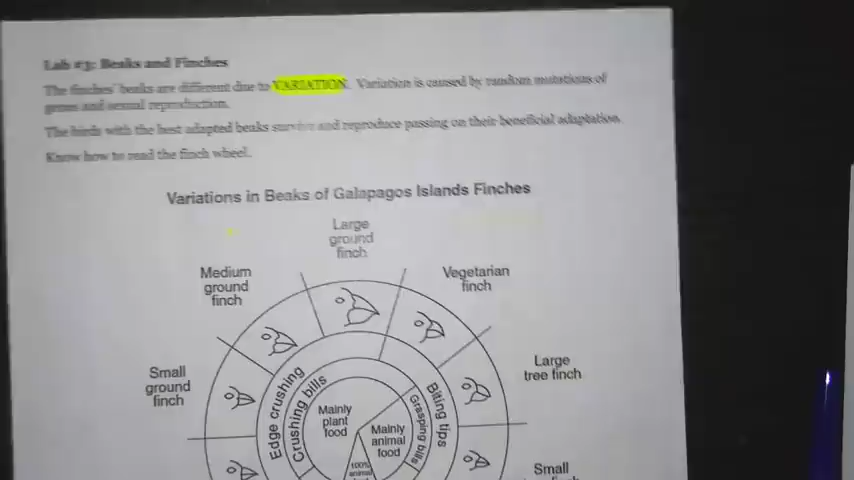 Lab #3: Beaks and Finches
The finches' beaks are different due to VARIATION. Variation is caused by random mutations of
genes and sexual reproduction.
The birds with the best adapted beaks survive and reproduce passing on their beneficial adaptation.
Know how to read the finch wheel.
Variations in Beaks of Galapagos Islands Finches
Large
ground
finch
Medium
ground
finch
Vegetarian
finch
Small
ground
finch
Large
tree finch
Edge crushing
Crushing bills
Biting tips
Grasping bills
Mainly
plant
food
Mainly
animal
food
100%
animal
Small